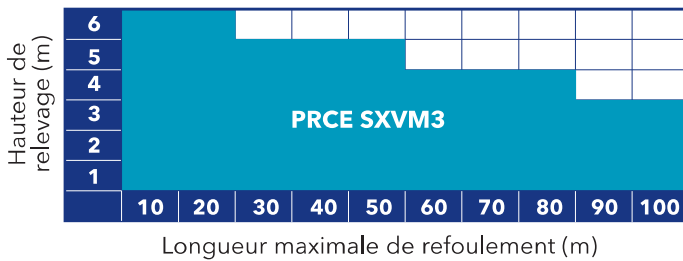 Hauteur de
relevage (m)
6
5
4
3
2
1
PRCE SXVM3
10 20 30 40 50 60 70 80 90 100
Longueur maximale de refoulement (m)